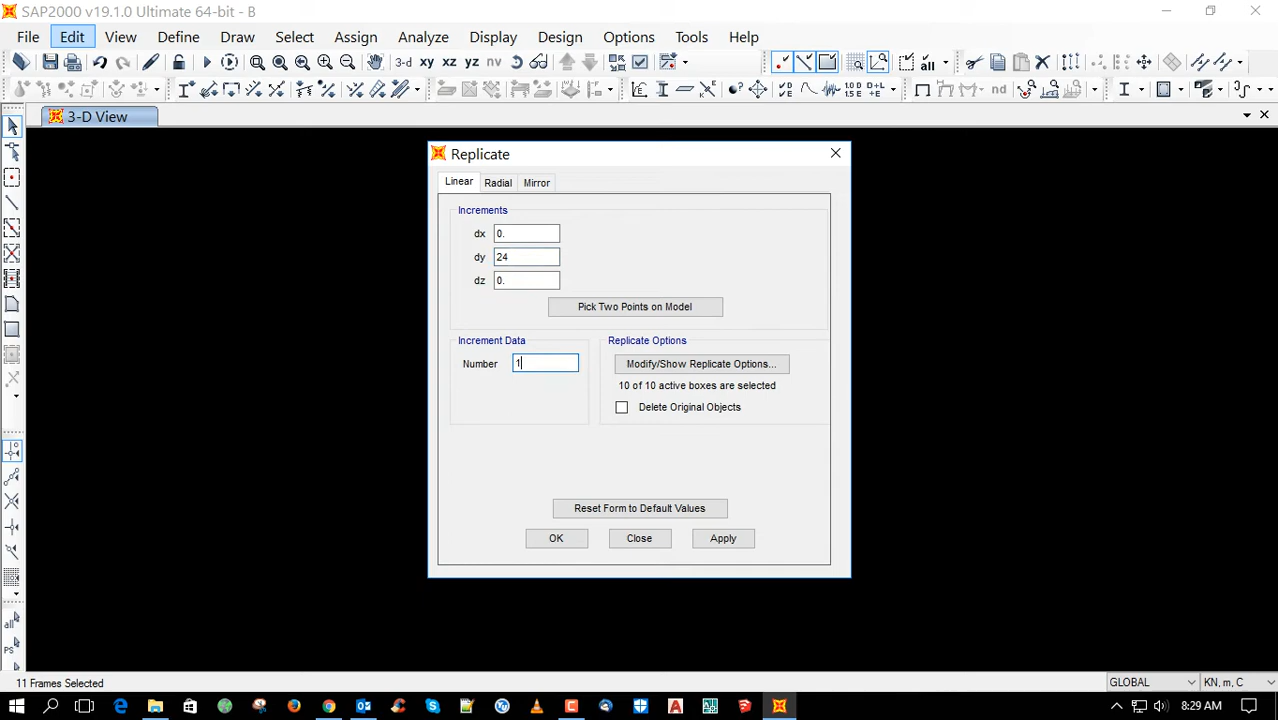 SAP2000 v19.1.0 Ultimate 64-bit - B
File Edit View Define Draw Select Assign Analyze Display Design Options Tools Help
3-d xy xz yz nv all
nd
3-D View
Replicate
Linear Radial Mirror
Increments
dx 0.
dy 24
dz 0.
Pick Two Points on Model
Increment Data
Number 1
Replicate Options
Modify/Show Replicate Options...
10 of 10 active boxes are selected
Delete Original Objects
Reset Form to Default Values
OK Close Apply
all
PS
11 Frames Selected
GLOBAL KN, m, C
8:29 AM